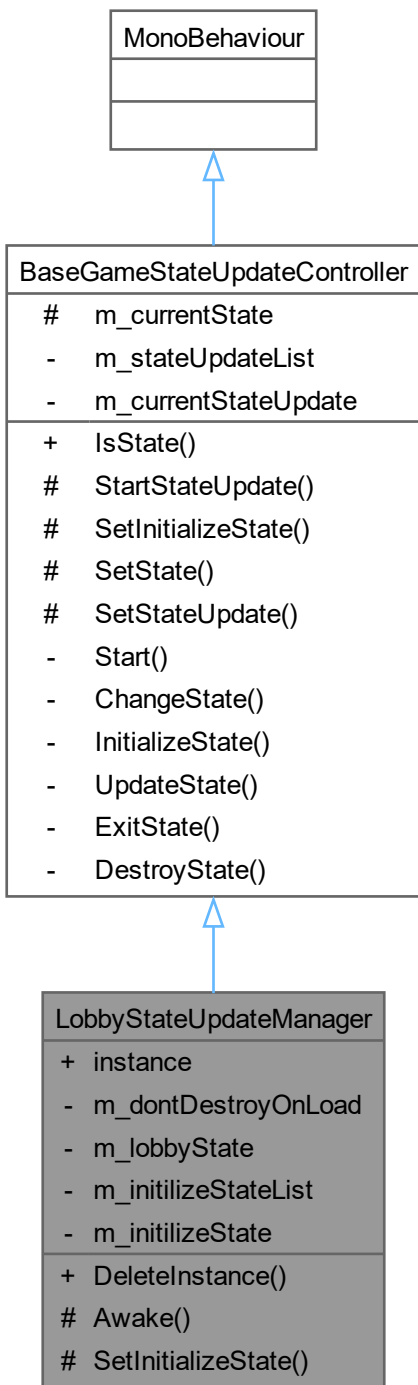 MonoBehaviour
BaseGameStateUpdateController
# m_currentState
- m_stateUpdateList
- m_currentStateUpdate
+ IsState()
# StartStateUpdate()
# SetInitializeState()
# SetState()
# SetStateUpdate()
- Start()
- ChangeState()
- InitializeState()
- UpdateState()
- ExitState()
- DestroyState()
LobbyStateUpdateManager
+ instance
- m_dontDestroyOnLoad
- m_lobbyState
- m_initilizeStateList
- m_initilizeState
+ DeleteInstance()
# Awake()
# SetInitializeState()